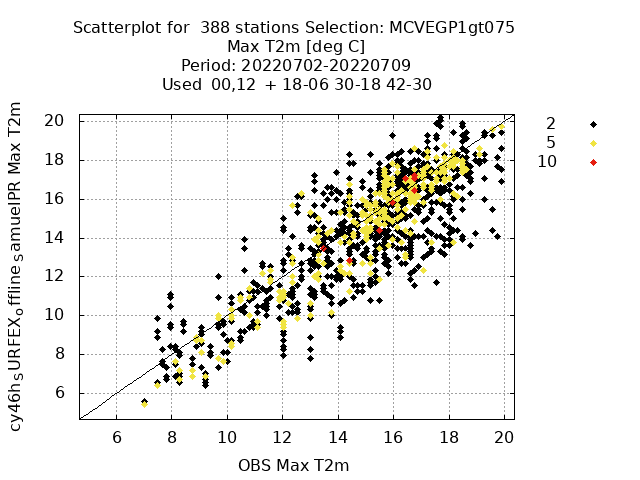 Scatterplot for  388 stations Selection: MCVEGP1gt075
Max T2m [deg C]
Period: 20220702-20220709
Used  00,12  + 18-06 30-18 42-30
cy46h_sURFEX_offline_samuelPR Max T2m
20
18
16
14
12
10
8
6
6 8 10 12 14 16 18 20
OBS Max T2m
2
5
10